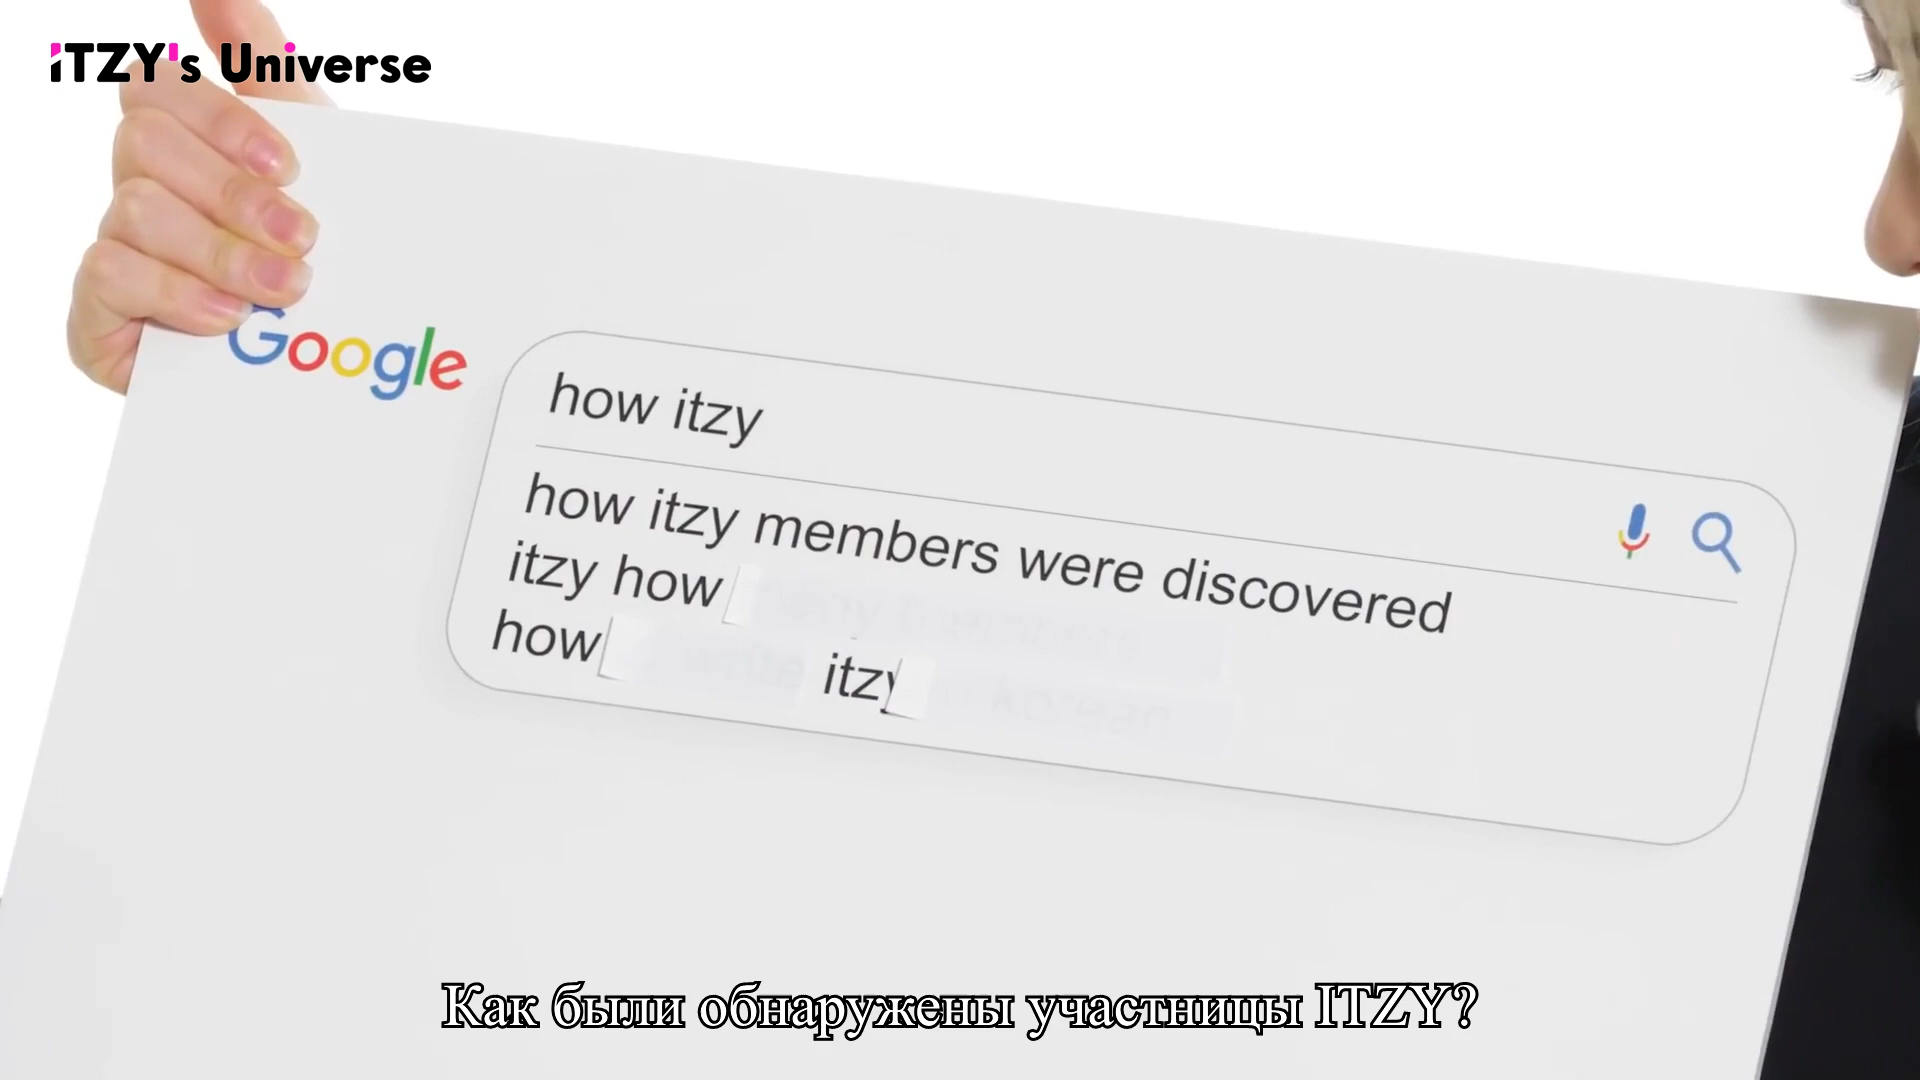 iTZY's Universe
Google
how itzy
how itzy members were discovered
itzy how
how itzy
Как были обнаружены участницы ITZY?